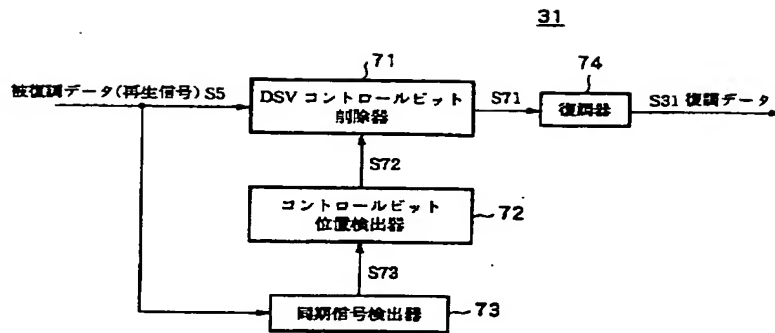 31
71
74
被復調データ(再生信号) S5
DSV コントロールビット
削除器
S71
復調器
S31 復調データ
S72
コントロールビット
位置検出器
72
S73
同期信号検出器
73